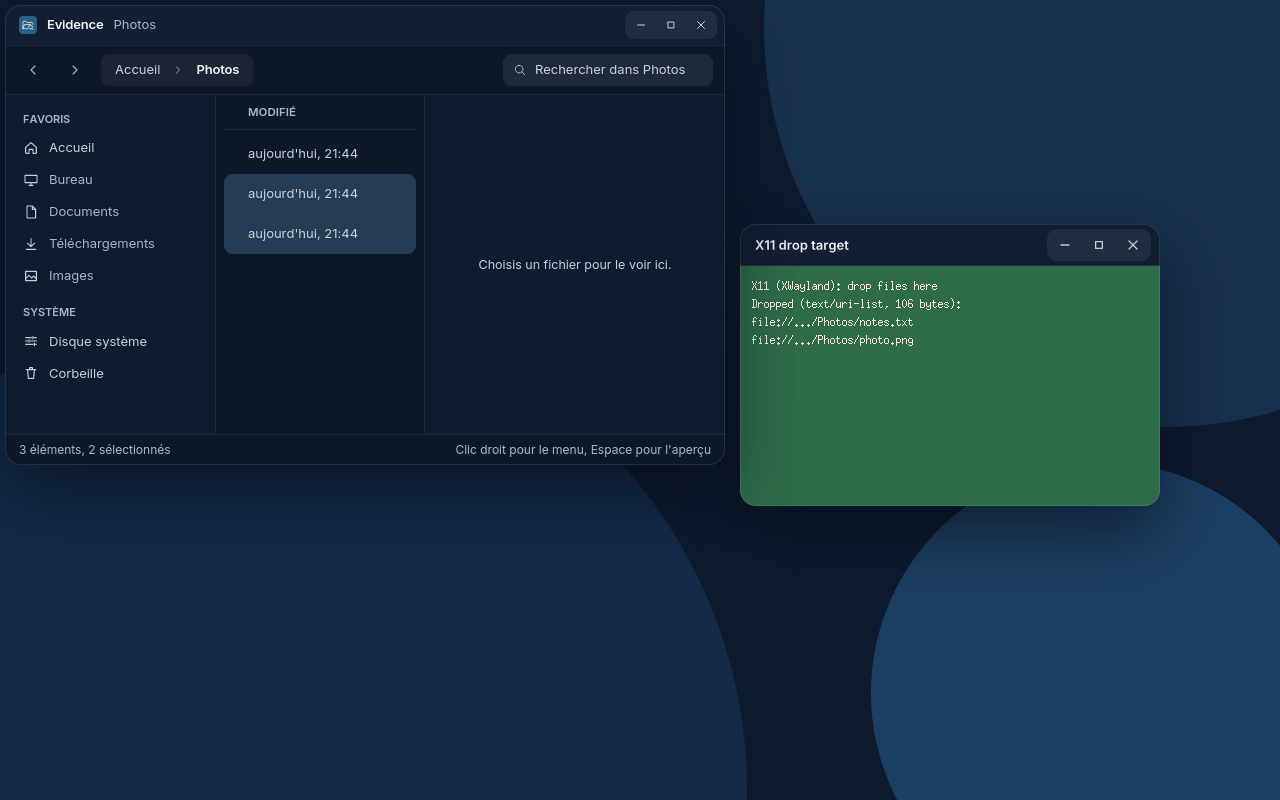 Evidence Photos
Accueil Photos
Rechercher dans Photos
FAVORIS
Accueil
Bureau
Documents
Téléchargements
Images
SYSTÈME
Disque système
Corbeille
MODIFIÉ
aujourd'hui, 21:44
aujourd'hui, 21:44
aujourd'hui, 21:44
Choisis un fichier pour le voir ici.
3 éléments, 2 sélectionnés
Clic droit pour le menu, Espace pour l'aperçu
X11 drop target
X11 (XWayland): drop files here
Dropped (text/uri-list, 106 bytes):
file://.../Photos/notes.txt
file://.../Photos/photo.png